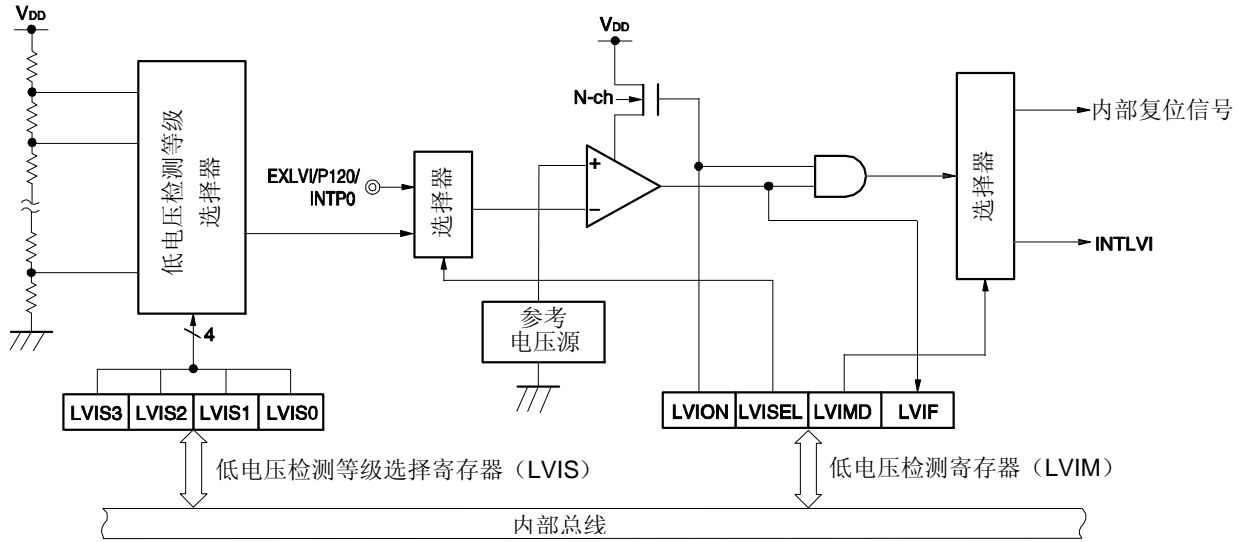 VDD
低电压检测等级
选择器
4
LVIS3 LVIS2 LVIS1 LVIS0
低电压检测等级选择寄存器（LVIS）
EXLVI/P120/
INTP0
选择器
VDD
N-ch
+
−
参考
电压源
选择器
内部复位信号
INTLVI
LVION LVISEL LVIMD LVIF
低电压检测寄存器（LVIM）
内部总线